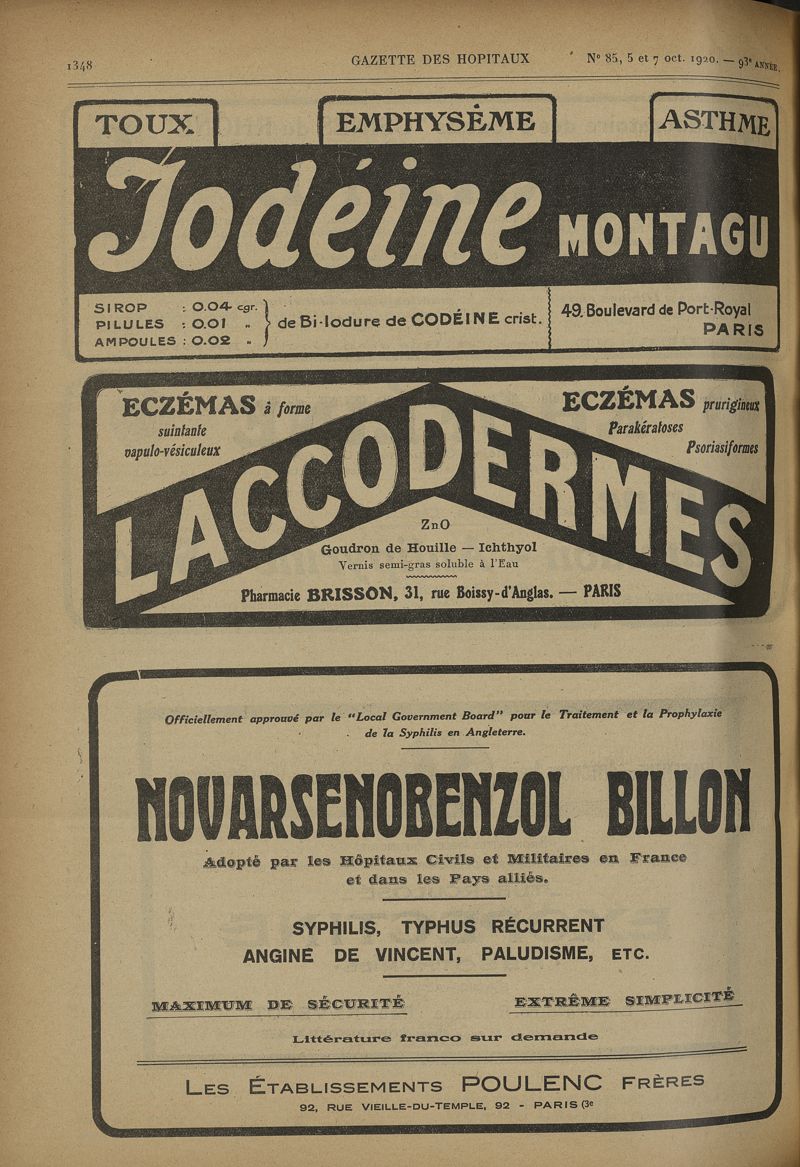 1348
GAZETTE DES HOPITAUX
N° 85, 5 et 7 oct. 1920. — 93e ANNÉE.
TOUX
EMPHYSÊME
ASTHME
Iodéine MONTAGU
SIROP : 0.04 cgr.
PILULES : 0.01 „
AMPOULES : 0.02 „
de Bi-Iodure de CODÉINE crist.
49, Boulevard de Port-Royal
PARIS
ECZÉMAS à forme
suintante
vapulo-vésiculeux
ECZÉMAS prurigineux
Parakératoses
Psoriasiformes
LACCODERMES
ZnO
Goudron de Houille — Ichthyol
Vernis semi-gras soluble à l'Eau
Pharmacie BRISSON, 31, rue Boissy-d'Anglas. — PARIS
Officiellement approuvé par le "Local Government Board" pour le Traitement et la Prophylaxie
de la Syphilis en Angleterre.
NOVARSENOBENZOL BILLON
Adopté par les Hôpitaux Civils et Militaires en France
et dans les Pays alliés.
SYPHILIS, TYPHUS RÉCURRENT
ANGINE DE VINCENT, PALUDISME, ETC.
MAXIMUM DE SÉCURITÉ
EXTRÊME SIMPLICITÉ
Littérature franco sur demande
LES ÉTABLISSEMENTS POULENC FRÈRES
92, RUE VIEILLE-DU-TEMPLE, 92 - PARIS (3e